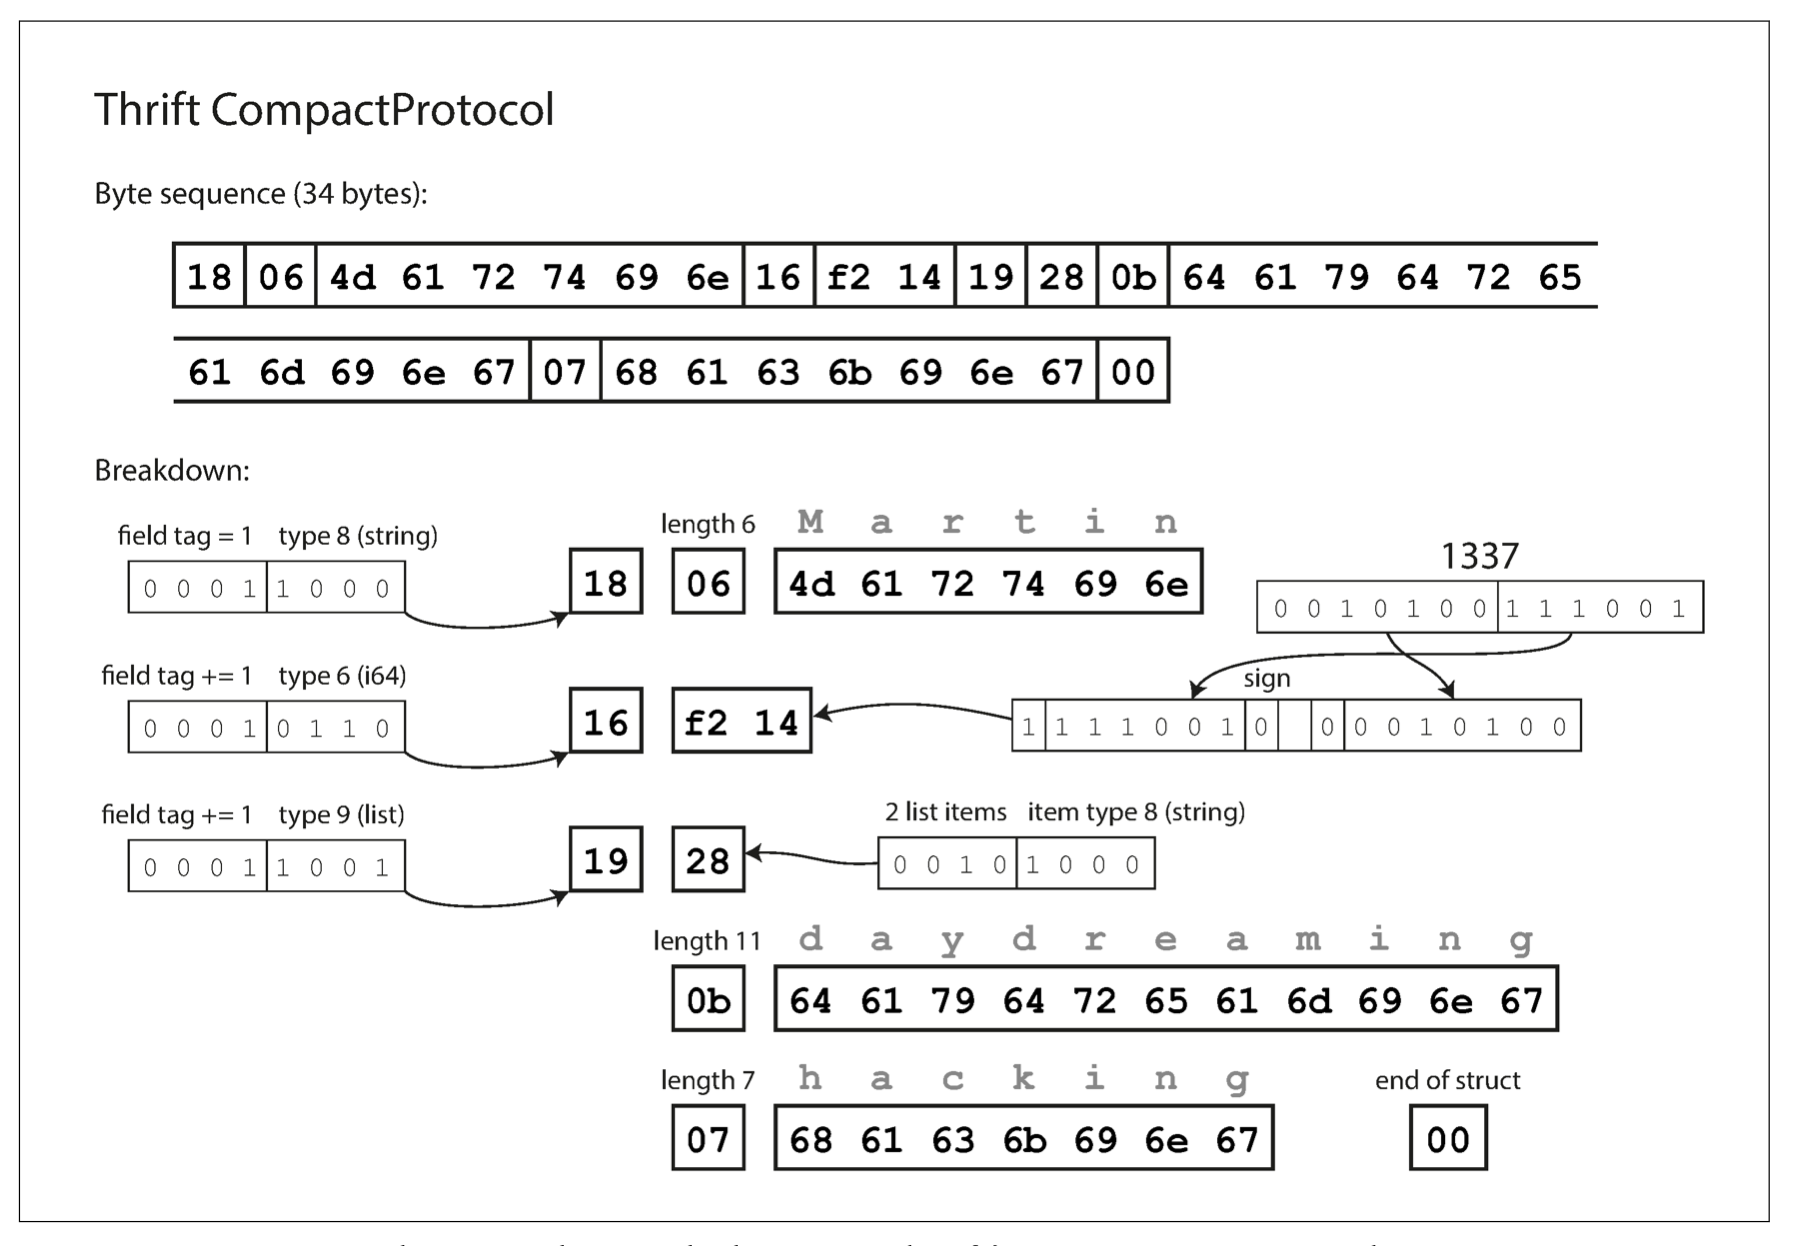 Thrift CompactProtocol
Byte sequence (34 bytes):
18 06 4d 61 72 74 69 6e 16 f2 14 19 28 0b 64 61 79 64 72 65
61 6d 69 6e 67 07 68 61 63 6b 69 6e 67 00
Breakdown:
field tag = 1 type 8 (string)
0 0 0 1 1 0 0 0
18
length 6
06
M a r t i n
4d 61 72 74 69 6e
1337
0 0 1 0 1 0 0 1 1 1 0 0 1
field tag += 1 type 6 (i64)
0 0 0 1 0 1 1 0
16
f2 14
sign
1 1 1 1 0 0 1 0 0 0 0 1 0 1 0 0
field tag += 1 type 9 (list)
0 0 0 1 1 0 0 1
19
28
2 list items item type 8 (string)
0 0 1 0 1 0 0 0
length 11
0b
d a y d r e a m i n g
64 61 79 64 72 65 61 6d 69 6e 67
length 7
07
h a c k i n g
68 61 63 6b 69 6e 67
end of struct
00